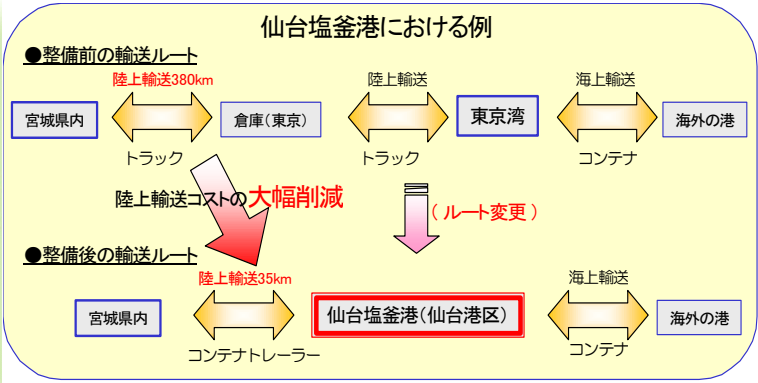 仙台塩釜港における例
●整備前の輸送ルート
陸上輸送380km
陸上輸送
海上輸送
宮城県内
倉庫(東京)
東京湾
海外の港
トラック
トラック
コンテナ
陸上輸送コストの大幅削減
(ルート変更)
●整備後の輸送ルート
陸上輸送35km
海上輸送
宮城県内
仙台塩釜港(仙台港区)
海外の港
コンテナトレーラー
コンテナ